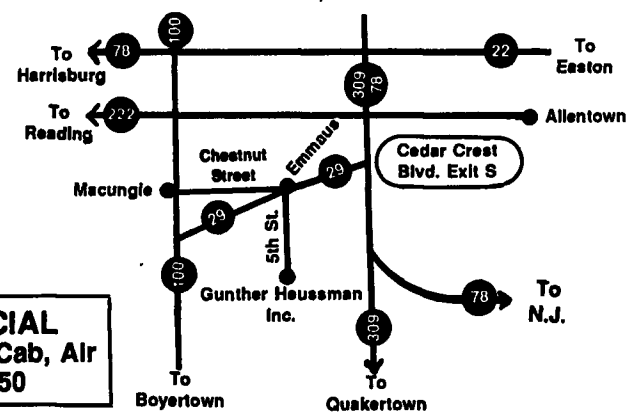 100
To
Harrisburg
78
22
To
Easton
309
78
To
Reading
222
Allentown
Chestnut
Street
Emmaus
Cedar Crest
Blvd. Exit S
Macungie
29
29
5th St.
100
Gunther Heussman
Inc.
78
To
N.J.
CIAL
Cab, Air
50
309
To
Boyertown
To
Quakertown